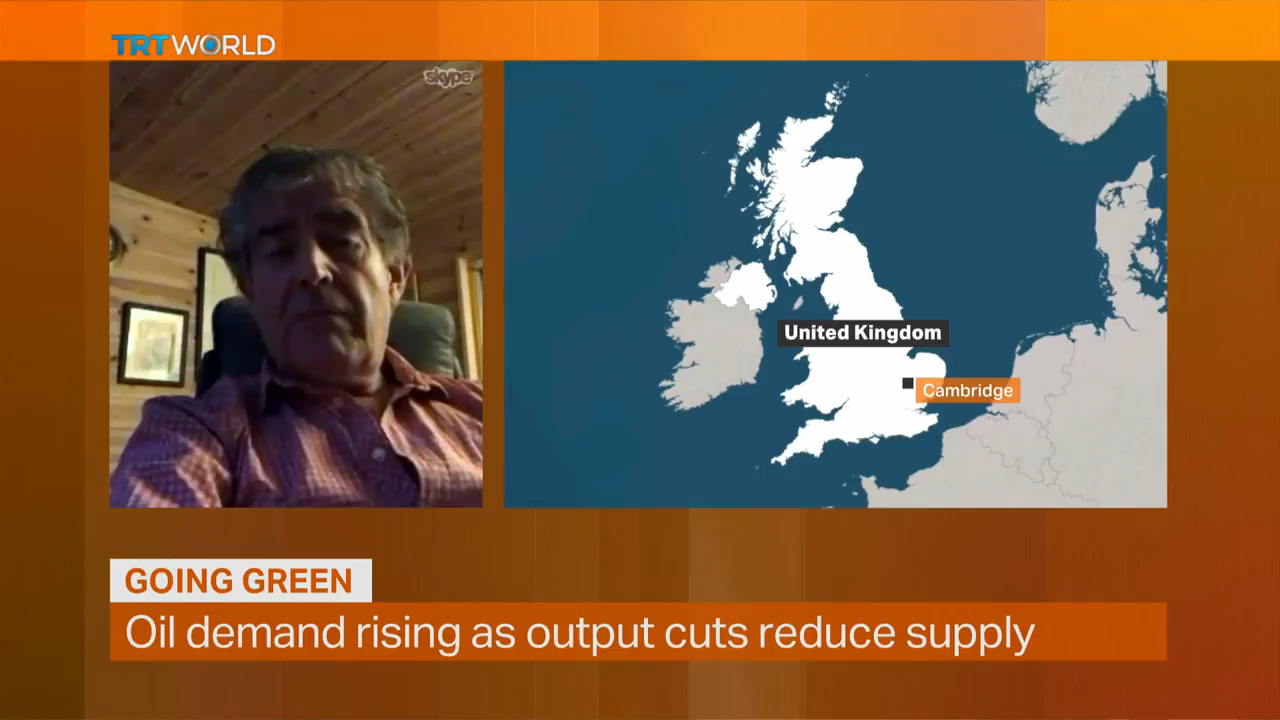 TRT WORLD
skype
United Kingdom
Cambridge
GOING GREEN
Oil demand rising as output cuts reduce supply